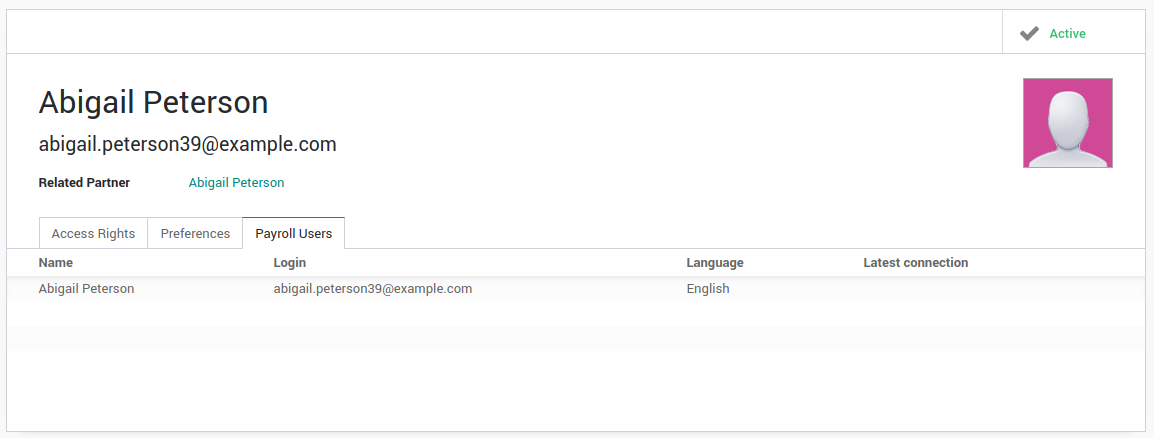 Active
Abigail Peterson
abigail.peterson39@example.com
Related Partner Abigail Peterson
Access Rights Preferences Payroll Users
Name Login Language Latest connection
Abigail Peterson abigail.peterson39@example.com English